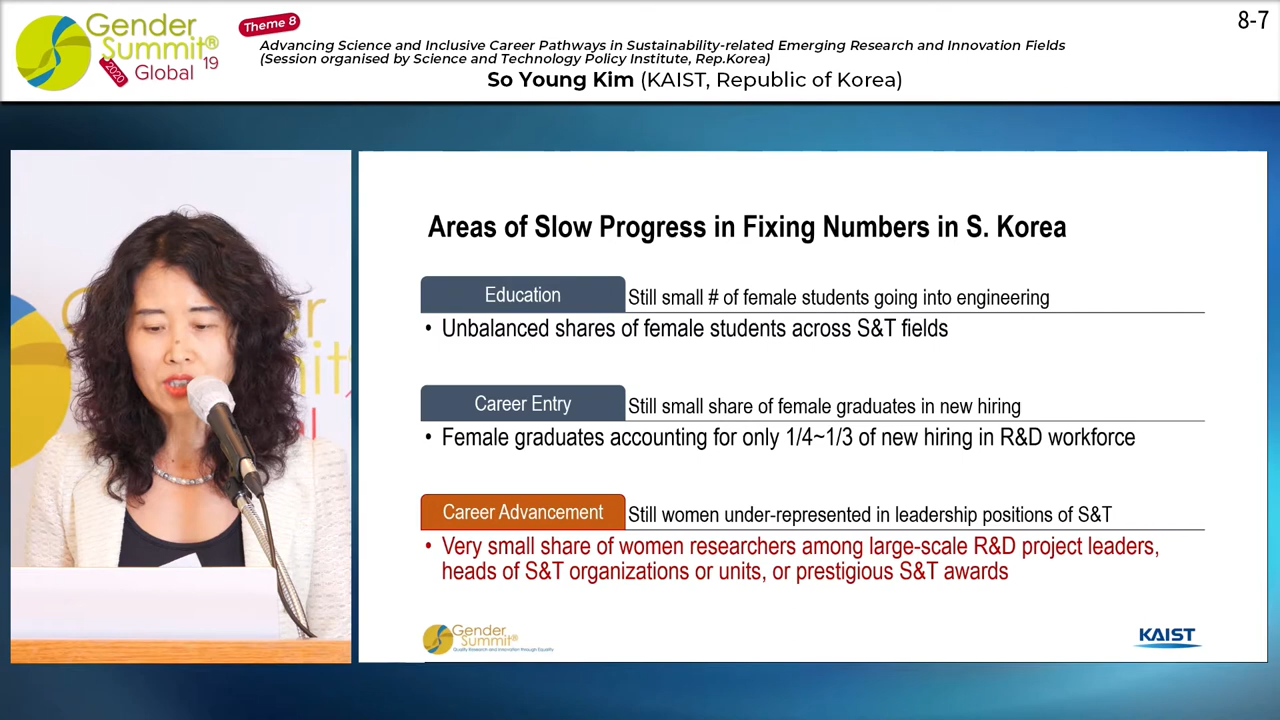 Gender
Summit®
Global 19
2020
Theme 8
8-7
Advancing Science and Inclusive Career Pathways in Sustainability-related Emerging Research and Innovation Fields
(Session organised by Science and Technology Policy Institute, Rep.Korea)
So Young Kim (KAIST, Republic of Korea)
Areas of Slow Progress in Fixing Numbers in S. Korea
Education Still small # of female students going into engineering
• Unbalanced shares of female students across S&T fields
Career Entry Still small share of female graduates in new hiring
• Female graduates accounting for only 1/4~1/3 of new hiring in R&D workforce
Career Advancement Still women under-represented in leadership positions of S&T
• Very small share of women researchers among large-scale R&D project leaders,
heads of S&T organizations or units, or prestigious S&T awards
Gender
Summit®
Quality Research and Innovation through Equality
KAIST